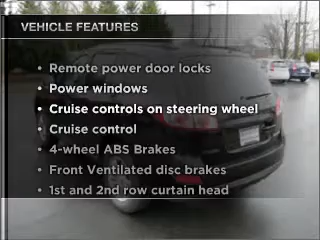 VEHICLE FEATURES
• Remote power door locks
• Power windows
• Cruise controls on steering wheel
• Cruise control
• 4-wheel ABS Brakes
• Front Ventilated disc brakes
• 1st and 2nd row curtain head